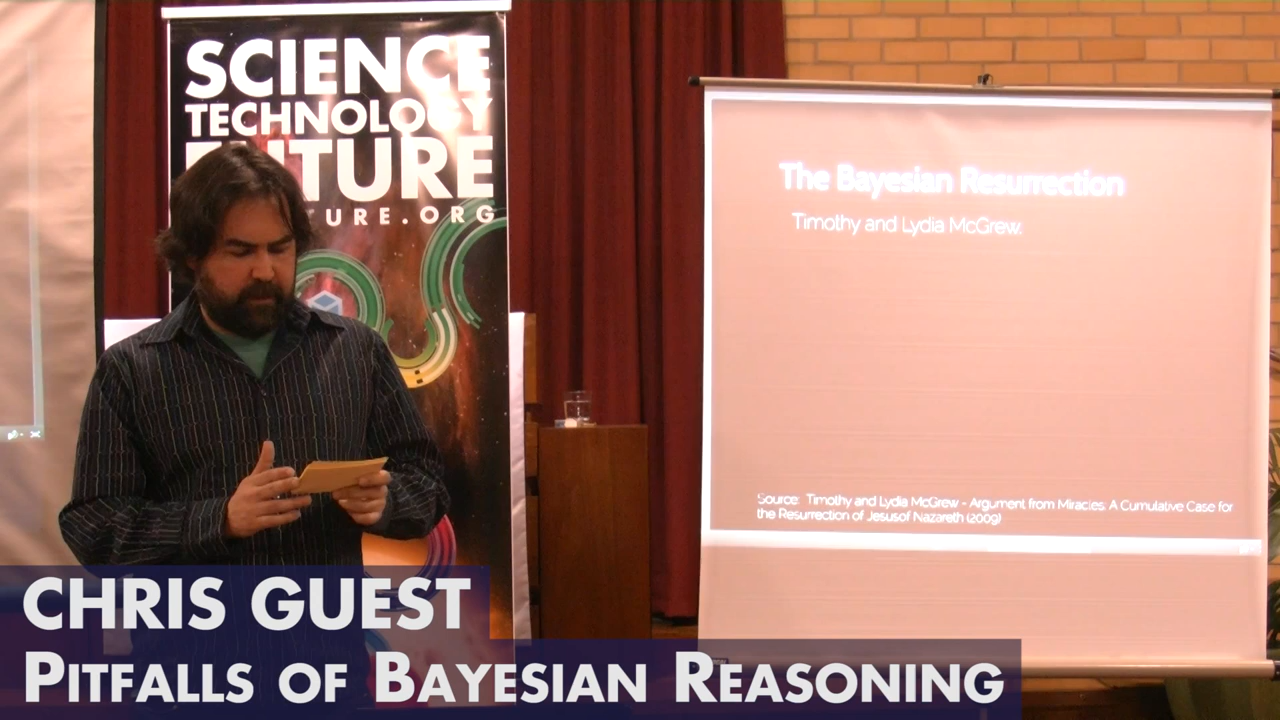 SCIENCE
TECHNOLOGY
FUTURE
TURE.ORG
The Bayesian Resurrection
Timothy and Lydia McGrew.
Source: Timothy and Lydia McGrew - Argument from Miracles: A Cumulative Case for
the Resurrection of Jesusof Nazareth (2009)
CHRIS GUEST
PITFALLS OF BAYESIAN REASONING